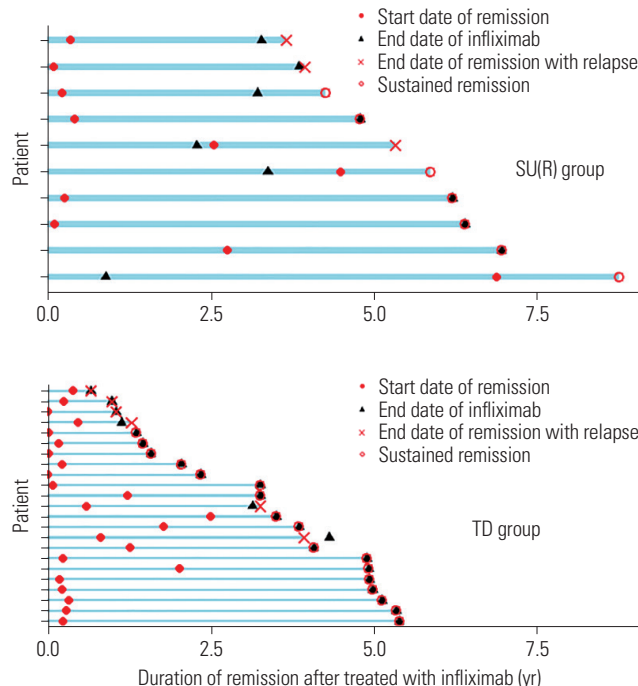 Start date of remission
End date of infliximab
End date of remission with relapse
Sustained remission
Patient
SU(R) group
0.0 2.5 5.0 7.5
Start date of remission
End date of infliximab
End date of remission with relapse
Sustained remission
Patient
TD group
0.0 2.5 5.0 7.5
Duration of remission after treated with infliximab (yr)